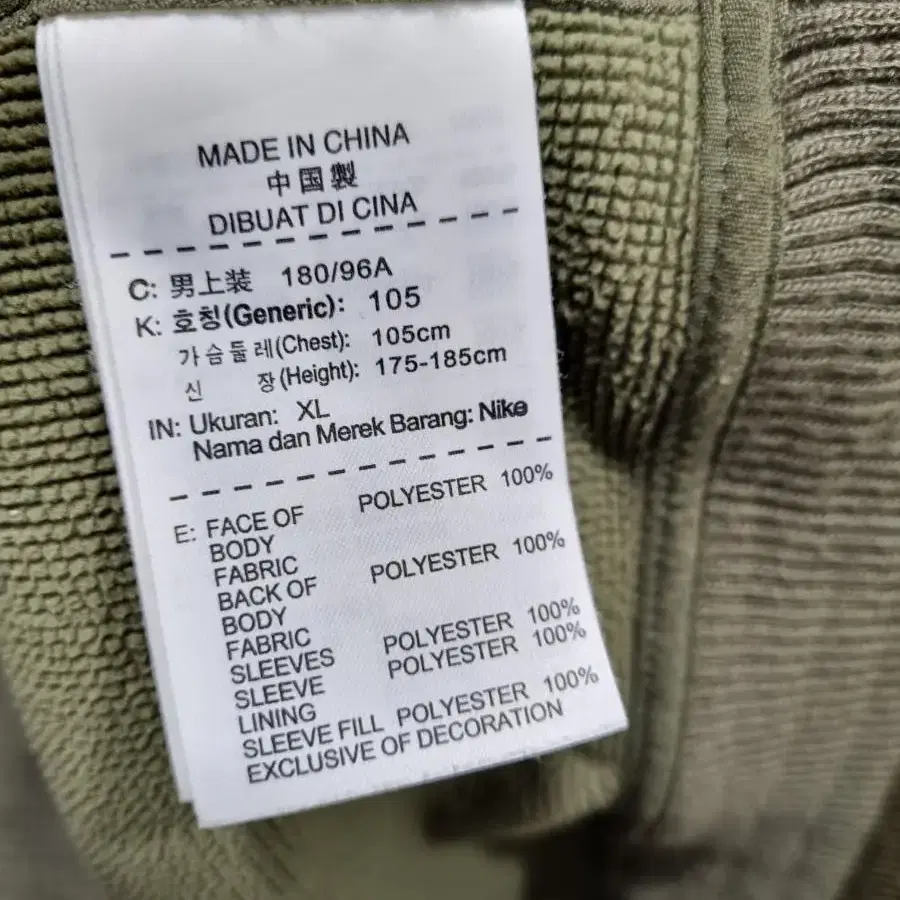 MADE IN CHINA
中国製
DIBUAT DI CINA
C: 男上装 180/96A
K: 호칭(Generic): 105
가슴둘레(Chest): 105cm
신 장(Height): 175-185cm
IN: Ukuran: XL
Nama dan Merek Barang: Nike
E: FACE OF POLYESTER 100%
BODY
FABRIC
BACK OF POLYESTER 100%
BODY
FABRIC
SLEEVES POLYESTER 100%
SLEEVE POLYESTER 100%
LINING
SLEEVE FILL POLYESTER 100%
EXCLUSIVE OF DECORATION